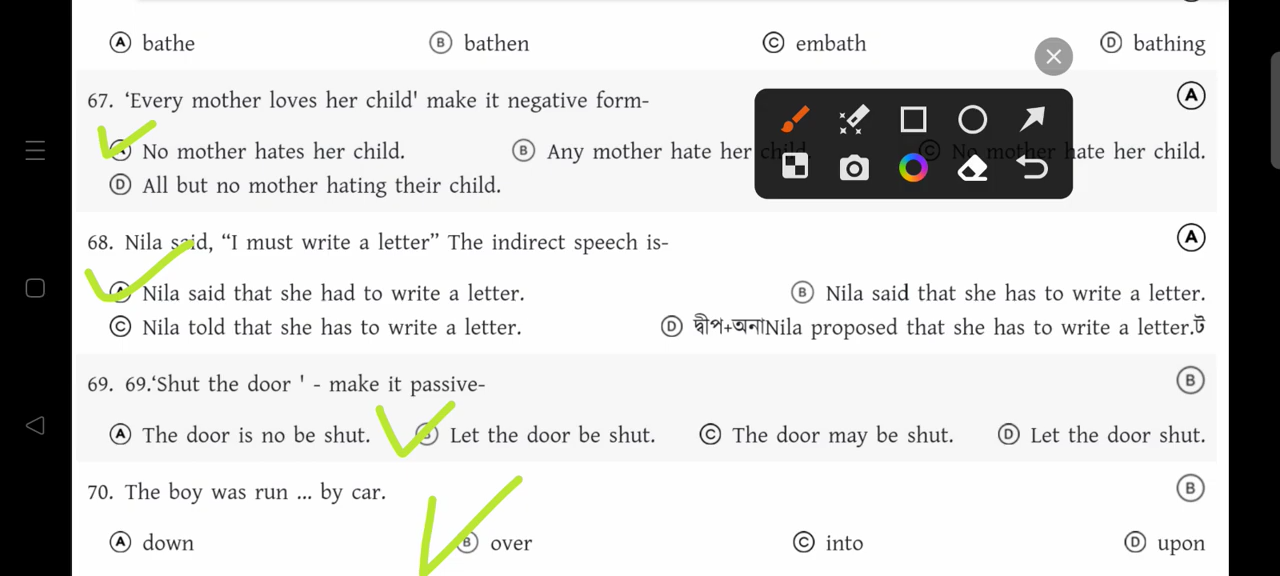 A bathe B bathen C embath D bathing
67. ‘Every mother loves her child' make it negative form- A
A No mother hates her child. B Any mother hate her child. C No mother hate her child.
D All but no mother hating their child.
68. Nila said, “I must write a letter” The indirect speech is- A
A Nila said that she had to write a letter. B Nila said that she has to write a letter.
C Nila told that she has to write a letter. D দ্বীপ+অনাNila proposed that she has to write a letter.ট
69. 69.‘Shut the door ' - make it passive- B
A The door is no be shut. B Let the door be shut. C The door may be shut. D Let the door shut.
70. The boy was run ... by car. B
A down B over C into D upon